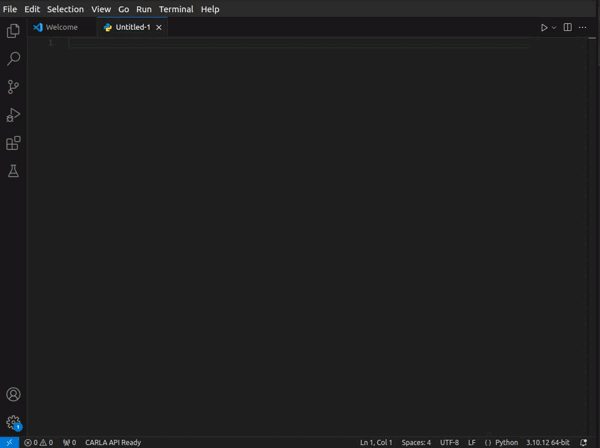 File Edit Selection View Go Run Terminal Help
Welcome Untitled-1
1
1
0 0 0 CARLA API Ready Ln 1, Col 1 Spaces: 4 UTF-8 LF Python 3.10.12 64-bit